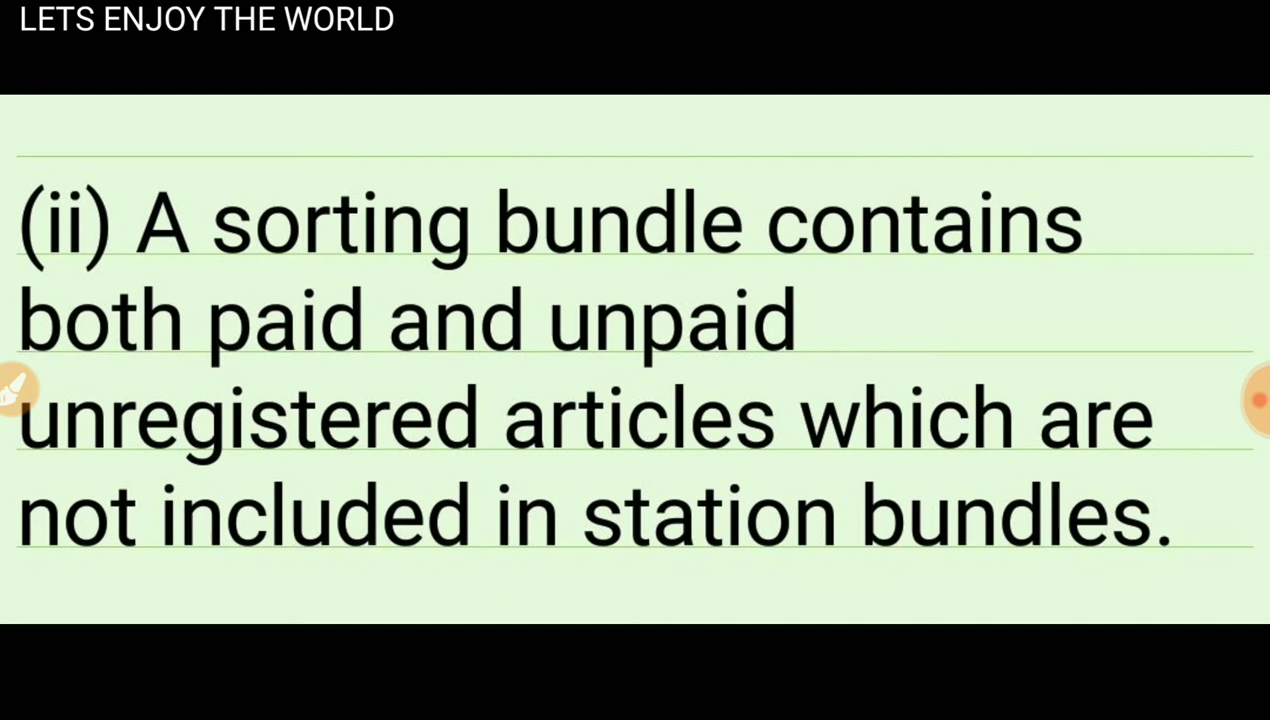 LETS ENJOY THE WORLD
(ii) A sorting bundle contains
both paid and unpaid
unregistered articles which are
not included in station bundles.